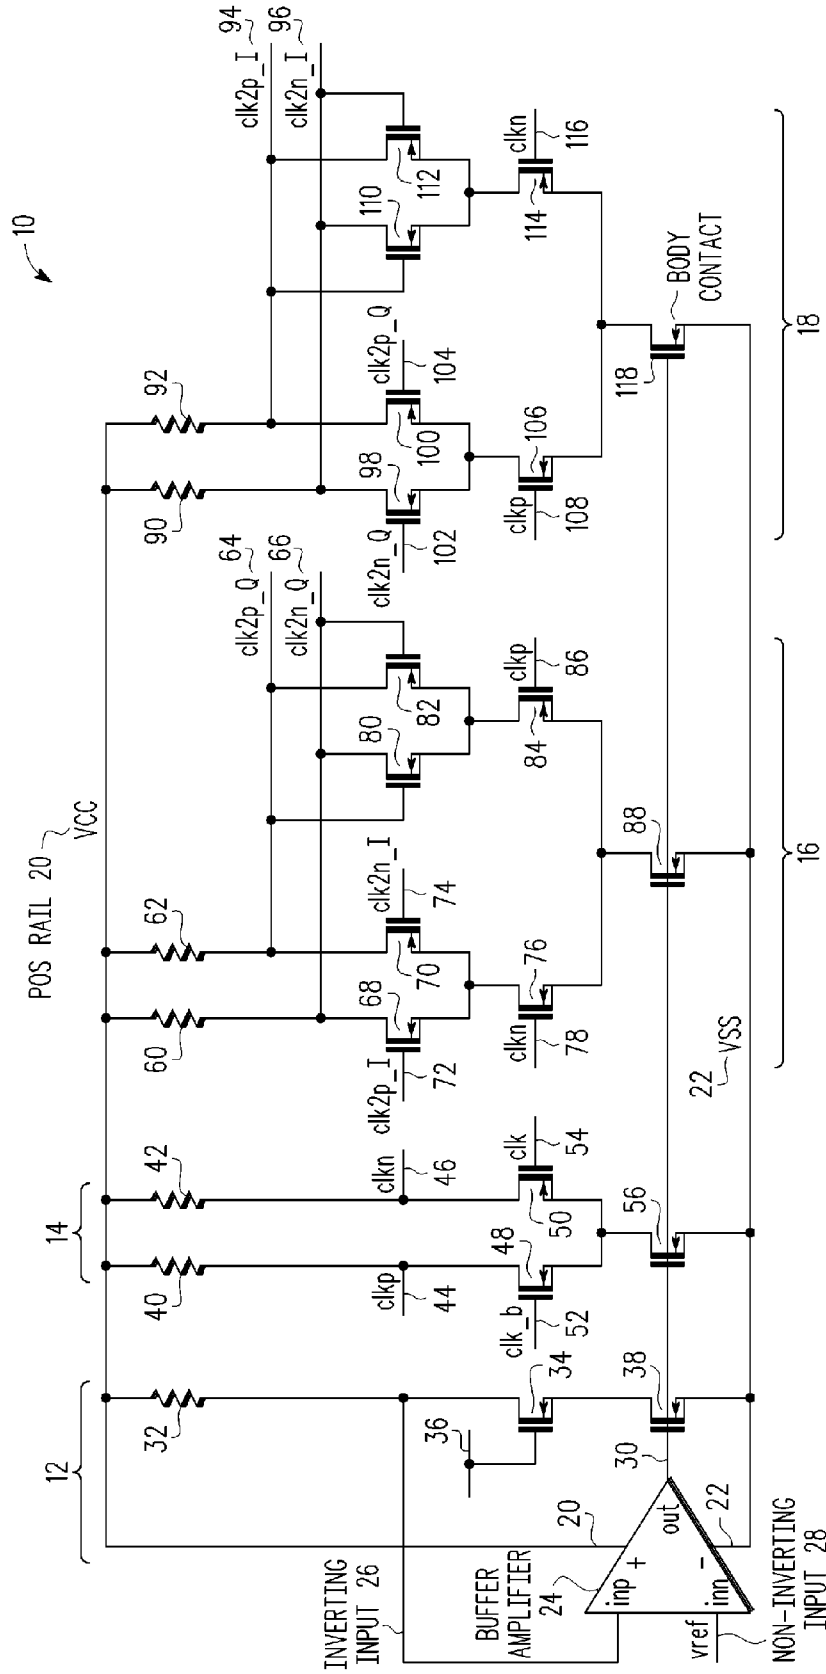 10
POS RAIL 20
VCC
12
14
32
40
42
60
62
90
92
clk2p_Q 64
clk2n_Q 66
clk2p_I 94
clk2n_I 96
clkp
44
clkn
46
clk2p_I
72
68
70
clk2n_I
74
80
82
clk2n_Q
102
98
100
clk2p_Q
104
110
112
36
34
clk_b
52
48
50
clk
54
clkn
78
76
84
clkp
86
clkp
108
106
114
clkn
116
INVERTING
INPUT 26
BUFFER
AMPLIFIER
24
20
inp
+
out
inn
-
22
vref
NON-INVERTING
INPUT 28
30
38
56
88
118
BODY
CONTACT
22
VSS
16
18